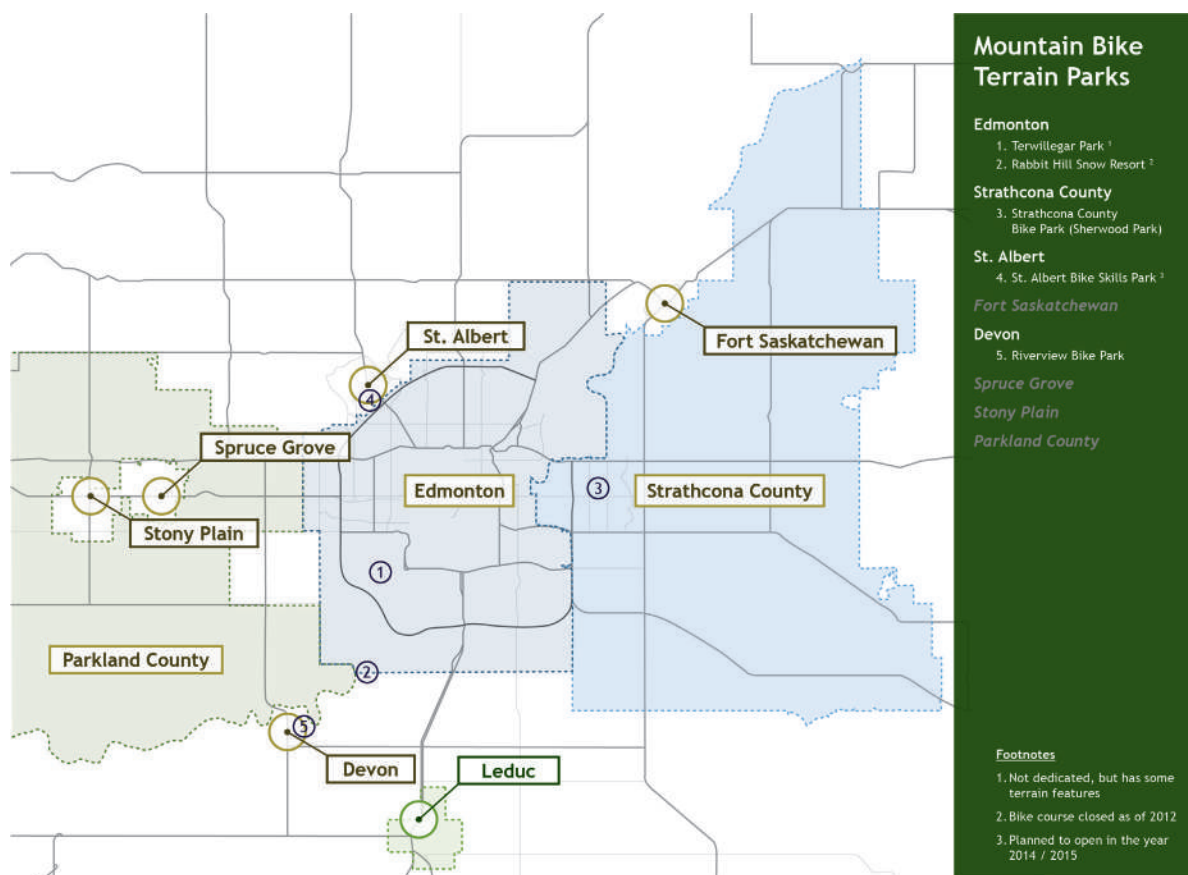 Mountain Bike
Terrain Parks
Edmonton
1. Terwillegar Park ¹
2. Rabbit Hill Snow Resort ²
Strathcona County
3. Strathcona County
Bike Park (Sherwood Park)
St. Albert
4. St. Albert Bike Skills Park ³
Fort Saskatchewan
Devon
5. Riverview Bike Park
Spruce Grove
Stony Plain
Parkland County
Footnotes
1. Not dedicated, but has some
terrain features
2. Bike course closed as of 2012
3. Planned to open in the year
2014 / 2015
St. Albert
Fort Saskatchewan
4
Spruce Grove
Edmonton
3
Strathcona County
Stony Plain
1
Parkland County
2
5
Devon
Leduc